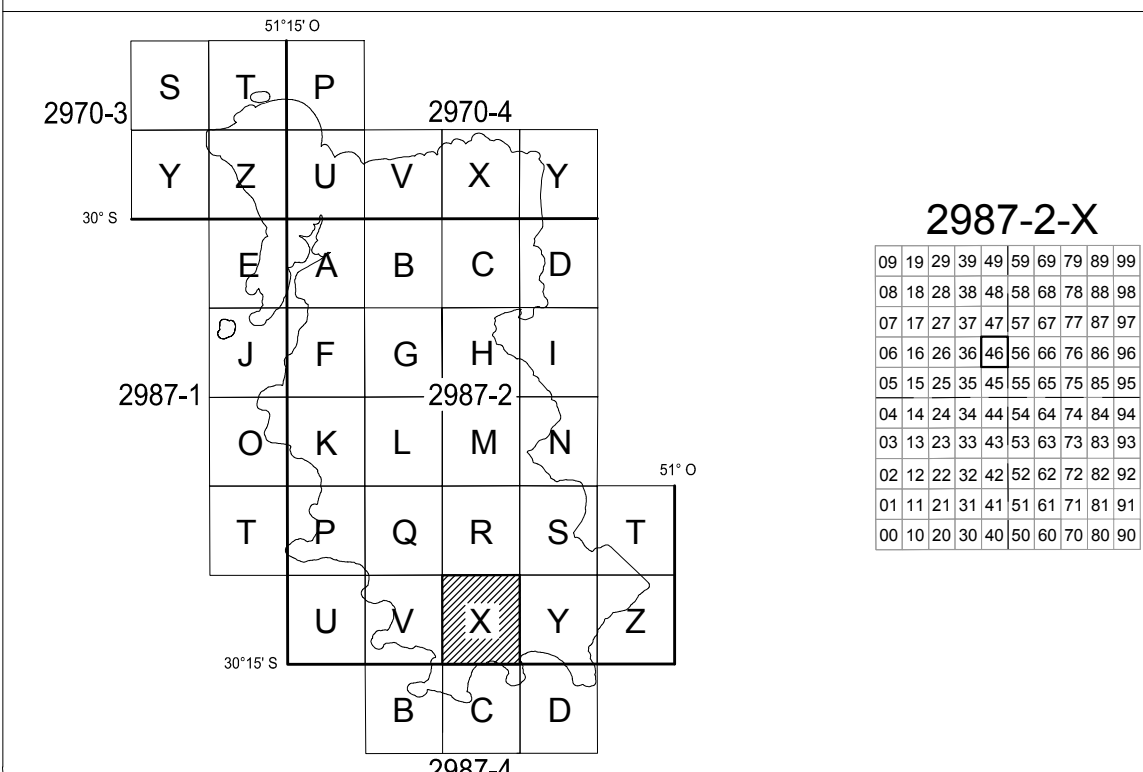 51°15' O
S T P
2970-3 2970-4
Y Z U V X Y
30° S
E A B C D
J F G H I
2987-1 2987-2
O K L M N
51° O
T P Q R S T
U V X Y Z
30°15' S
B C D
2987-4
2987-2-X
09 19 29 39 49 59 69 79 89 99
08 18 28 38 48 58 68 78 88 98
07 17 27 37 47 57 67 77 87 97
06 16 26 36 46 56 66 76 86 96
05 15 25 35 45 55 65 75 85 95
04 14 24 34 44 54 64 74 84 94
03 13 23 33 43 53 63 73 83 93
02 12 22 32 42 52 62 72 82 92
01 11 21 31 41 51 61 71 81 91
00 10 20 30 40 50 60 70 80 90